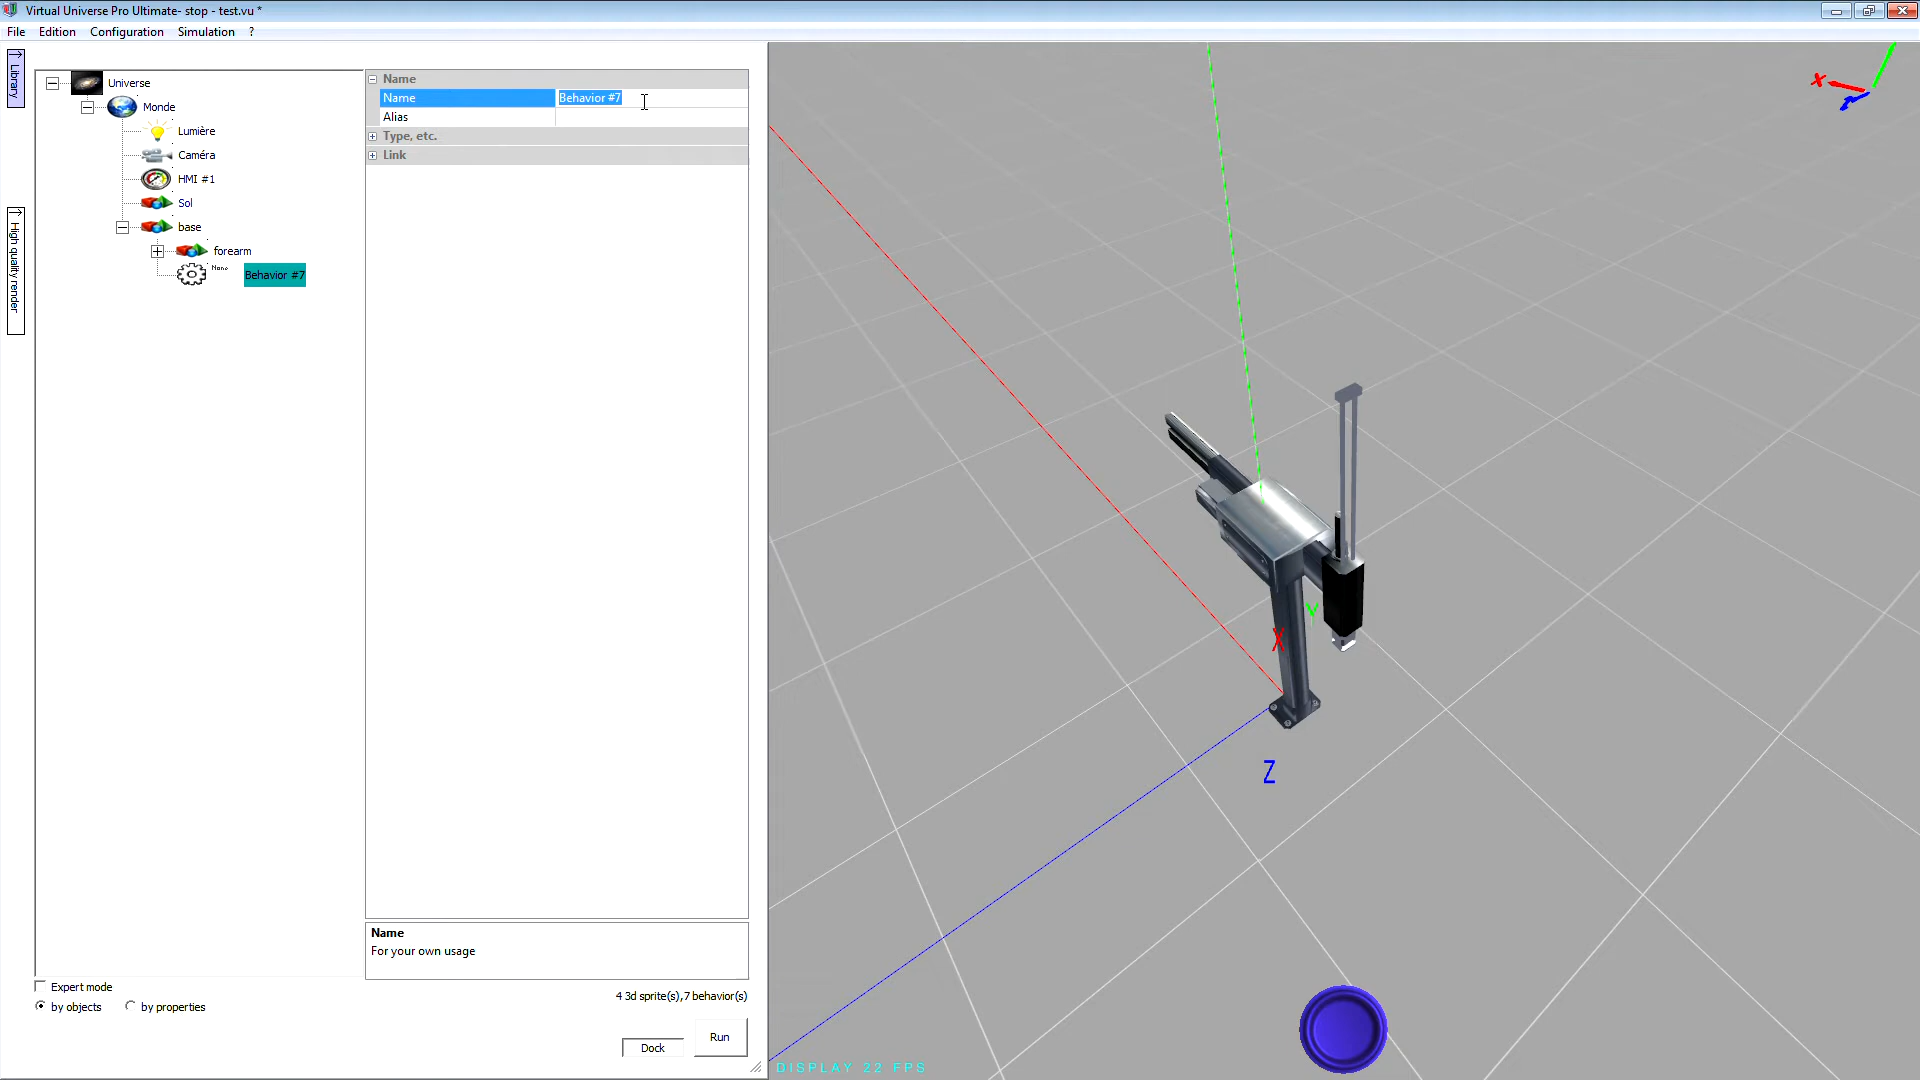 Virtual Universe Pro Ultimate- stop - test.vu *
File Edition Configuration Simulation ?
Library
High quality render
Universe
Monde
Lumière
Caméra
HMI #1
Sol
base
forearm
None Behavior #7
Name
Name Behavior #7
Alias
Type, etc.
Link
Name
For your own usage
Expert mode
by objects by properties
4 3d sprite(s),7 behavior(s)
Dock
Run
X
Y
X
Z
DISPLAY 22 FPS